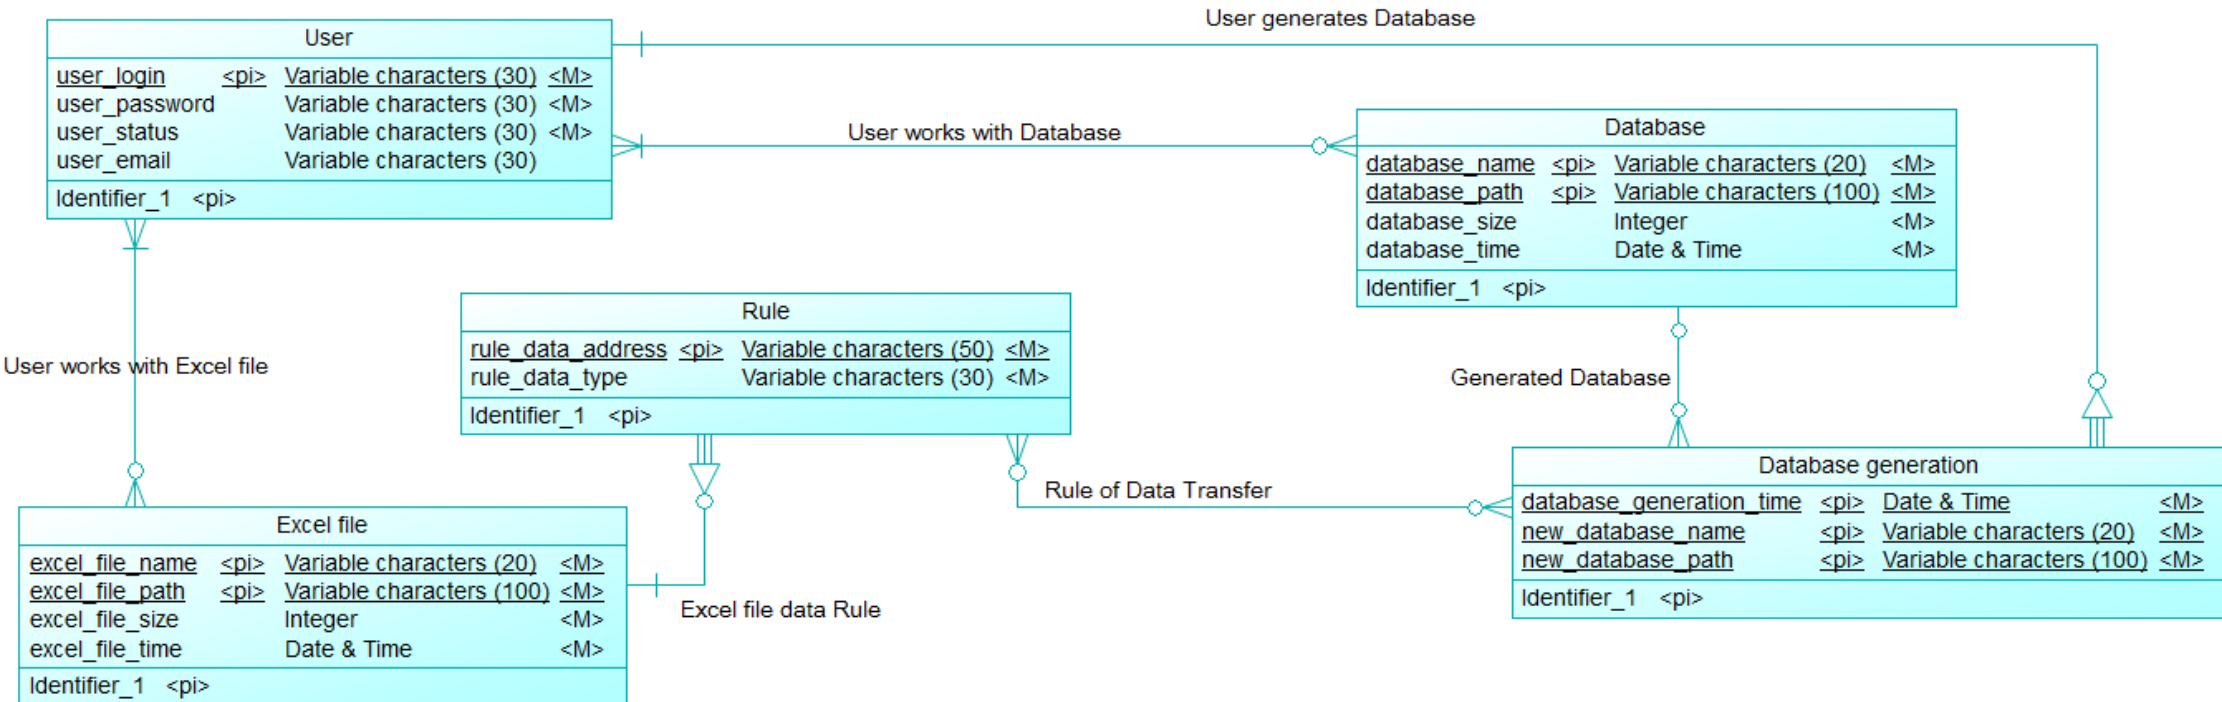 User generates Database
User
user_login <pi> Variable characters (30) <M>
user_password Variable characters (30) <M>
user_status Variable characters (30) <M>
user_email Variable characters (30)
Identifier_1 <pi>
User works with Database
Database
database_name <pi> Variable characters (20) <M>
database_path <pi> Variable characters (100) <M>
database_size Integer <M>
database_time Date & Time <M>
Identifier_1 <pi>
User works with Excel file
Rule
rule_data_address <pi> Variable characters (50) <M>
rule_data_type Variable characters (30) <M>
Identifier_1 <pi>
Generated Database
Rule of Data Transfer
Database generation
database_generation_time <pi> Date & Time <M>
new_database_name <pi> Variable characters (20) <M>
new_database_path <pi> Variable characters (100) <M>
Identifier_1 <pi>
Excel file
excel_file_name <pi> Variable characters (20) <M>
excel_file_path <pi> Variable characters (100) <M>
excel_file_size Integer <M>
excel_file_time Date & Time <M>
Identifier_1 <pi>
Excel file data Rule